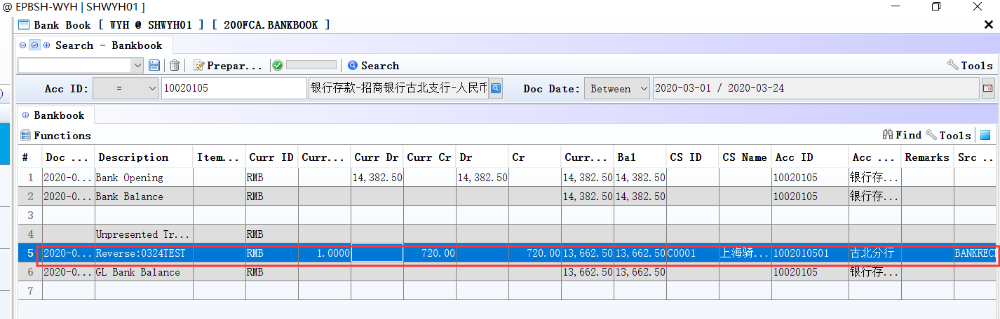 @ EPBSH-WYH | SHWYH01 ]
Bank Book [ WYH @ SHWYH01 ] [ 200FCA.BANKBOOK ]
Search - Bankbook
Prepar... Search Tools
Acc ID: = 10020105 银行存款-招商银行古北支行-人民币 Doc Date: Between 2020-03-01 / 2020-03-24
Bankbook
Functions Find Tools
# Doc ... Description Item... Curr ID Curr... Curr Dr Curr Cr Dr Cr Curr... Bal CS ID CS Name Acc ID Acc ... Remarks Src ..
1 2020-0... Bank Opening RMB 14,382.50 14,382.50 14,382.50 14,382.50 10020105 银行存...
2 2020-0... Bank Balance RMB 14,382.50 14,382.50 10020105 银行存...
3
4 Unpresented Tr... RMB
5 2020-0... Reverse:0324TEST RMB 1.0000 720.00 720.00 13,662.50 13,662.50 C0001 上海骑... 1002010501 古北分行 BANKREC
6 2020-0... GL Bank Balance RMB 13,662.50 13,662.50 10020105 银行存...
7